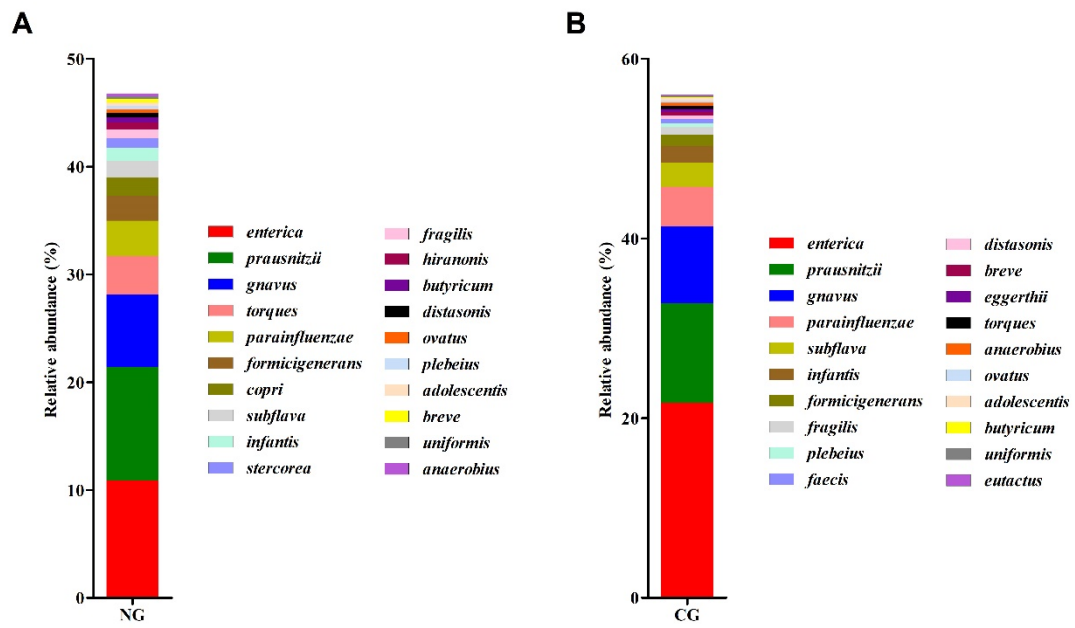 A
Relative abundance (%)
50
40
30
20
10
0
NG
enterica
prausnitzii
gnavus
torques
parainfluenzae
formicigenerans
copri
subflava
infantis
stercorea
fragilis
hiranonis
butyricum
distasonis
ovatus
plebeius
adolescentis
breve
uniformis
anaerobius
B
Relative abundance (%)
60
40
20
0
CG
enterica
prausnitzii
gnavus
parainfluenzae
subflava
infantis
formicigenerans
fragilis
plebeius
faecis
distasonis
breve
eggerthii
torques
anaerobius
ovatus
adolescentis
butyricum
uniformis
eutactus